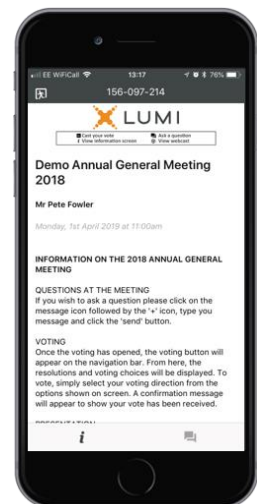 EE WiFiCall 13:17 76%
156-097-214
LUMI
Cast your vote Ask a question
i View information screen View webcast
Demo Annual General Meeting
2018
Mr Pete Fowler
Monday, 1st April 2019 at 11:00am
INFORMATION ON THE 2018 ANNUAL GENERAL
MEETING
QUESTIONS AT THE MEETING
If you wish to ask a question please click on the
message icon followed by the '+' icon, type you
message and click the 'send' button.
VOTING
Once the voting has opened, the voting button will
appear on the navigation bar. From here, the
resolutions and voting choices will be displayed. To
vote, simply select your voting direction from the
options shown on screen. A confirmation message
will appear to show your vote has been received.
PRESENTATION
i